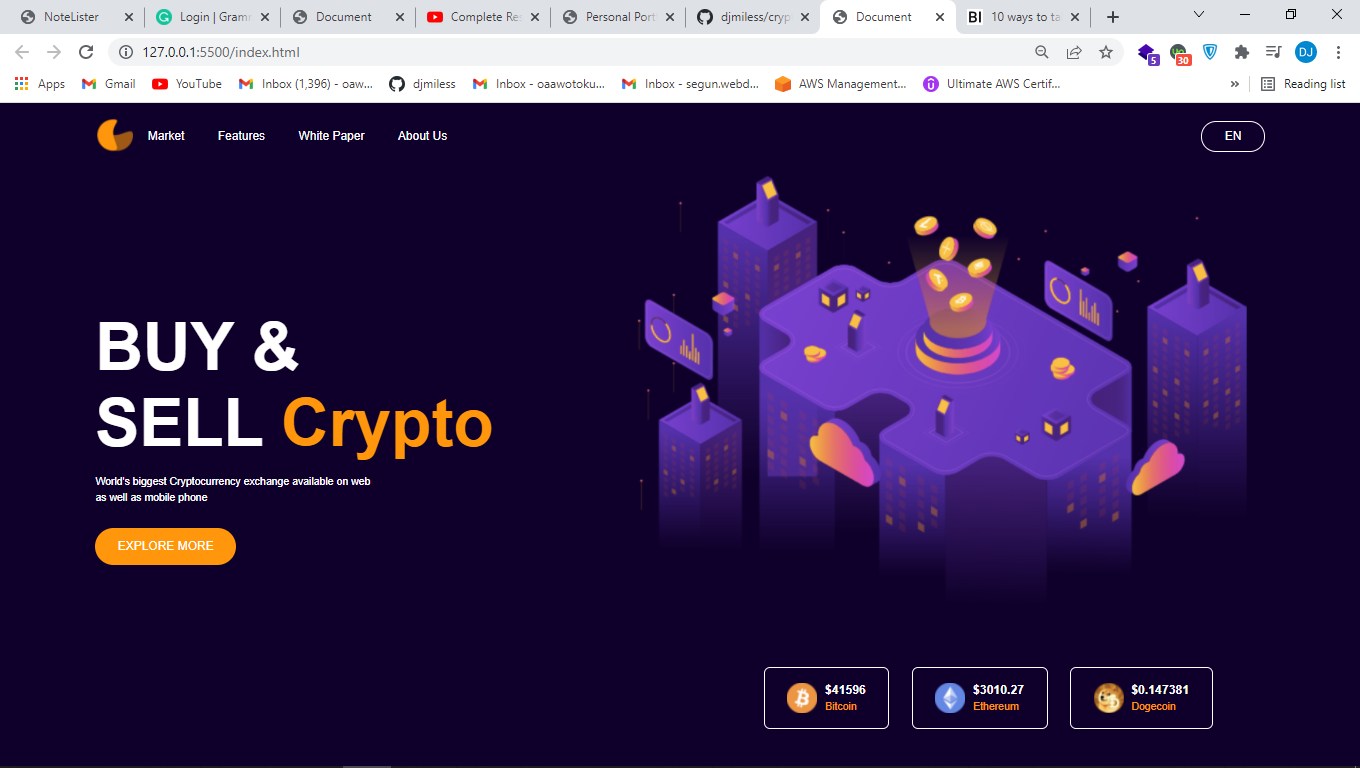 NoteLister
Login | Gram
Document
Complete Re
Personal Port
djmiless/cryp
Document
BI 10 ways to ta
127.0.0.1:5500/index.html
5
30
DJ
Apps
Gmail
YouTube
Inbox (1,396) - oaw...
djmiless
Inbox - oaawotoku...
Inbox - segun.webd...
AWS Management...
Ultimate AWS Certif...
»
Reading list
Market
Features
White Paper
About Us
EN
BUY &
SELL Crypto
World's biggest Cryptocurrency exchange available on web
as well as mobile phone
EXPLORE MORE
$41596
Bitcoin
$3010.27
Ethereum
$0.147381
Dogecoin